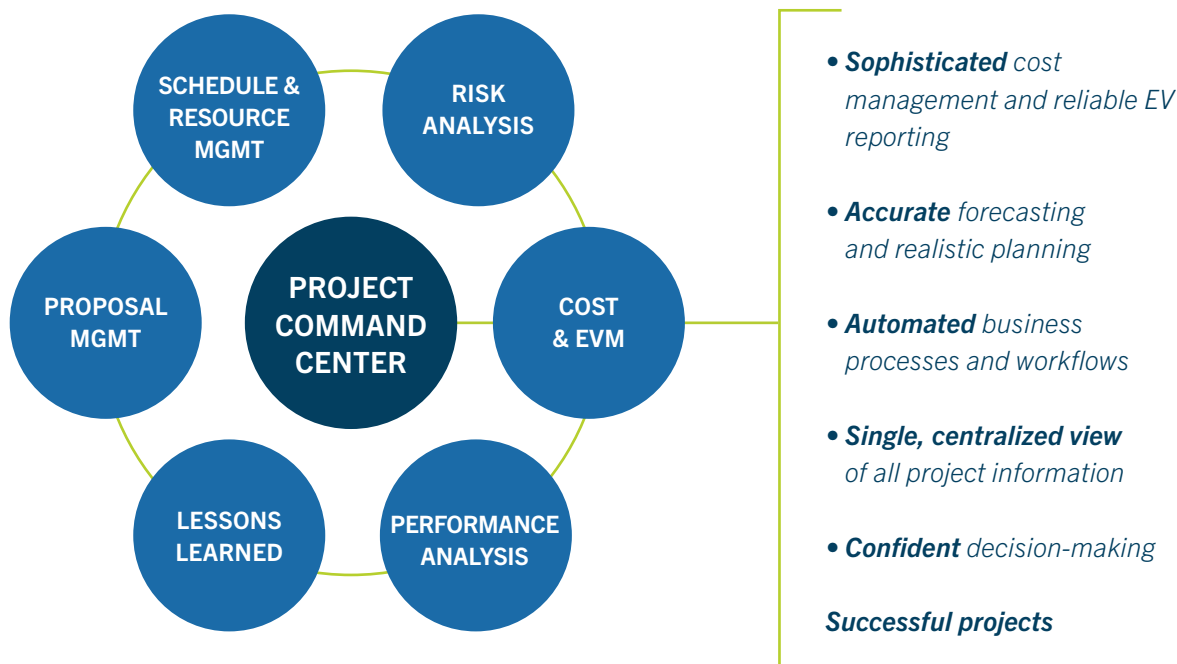 SCHEDULE &
RESOURCE
MGMT
RISK
ANALYSIS
PROPOSAL
MGMT
PROJECT
COMMAND
CENTER
COST
& EVM
LESSONS
LEARNED
PERFORMANCE
ANALYSIS
• Sophisticated cost
management and reliable EV
reporting
• Accurate forecasting
and realistic planning
• Automated business
processes and workflows
• Single, centralized view
of all project information
• Confident decision-making
Successful projects